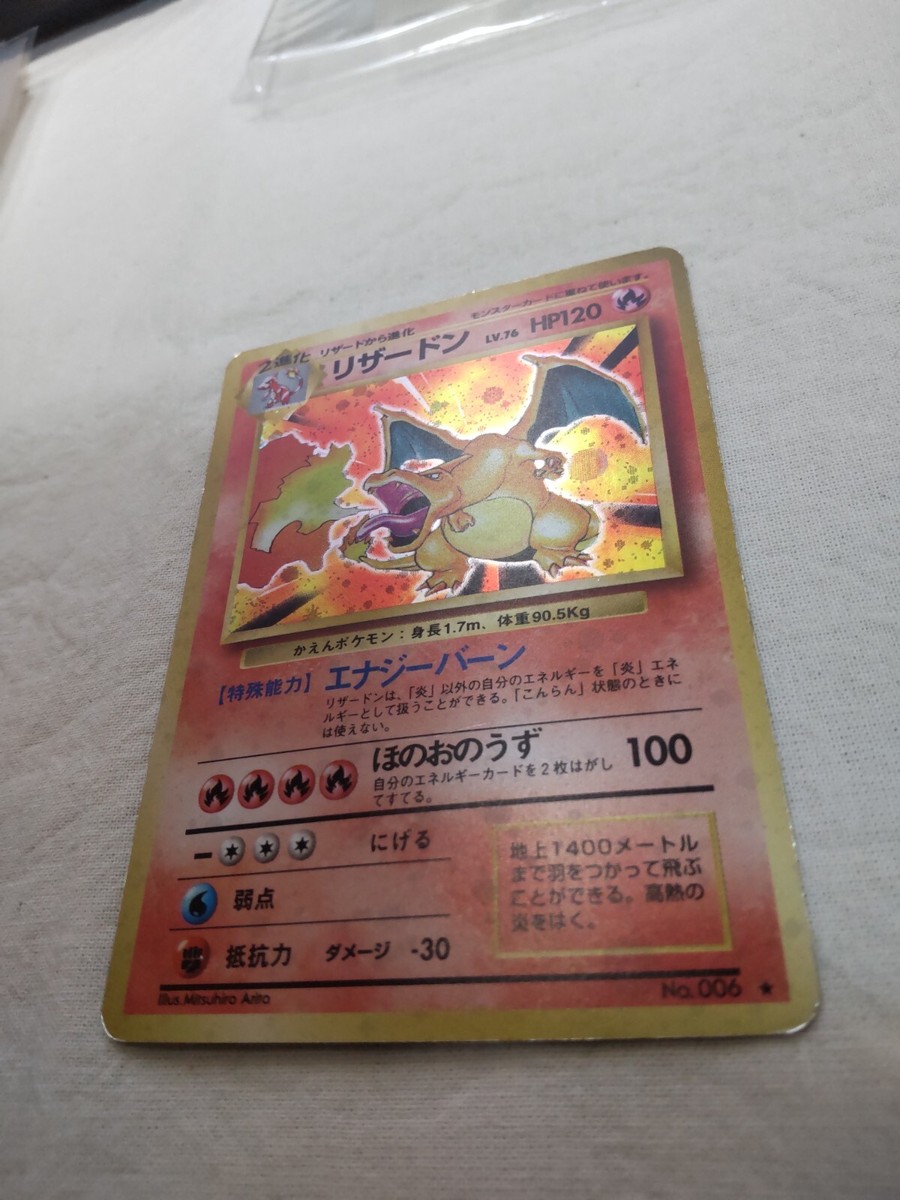 モンスターカードに重ねて使います。
2進化 リザードから進化
リザードン LV.76 HP120
かえんポケモン：身長1.7m、体重90.5Kg
【特殊能力】エナジーバーン
リザードンは、「炎」以外の自分のエネルギーを「炎」エネ
ルギーとして扱うことができる。「こんらん」状態のときに
は使えない。
ほのおのうず 100
自分のエネルギーカードを2枚はがし
てすてる。
− にげる
弱点
抵抗力 ダメージ -30
地上1400メートル
まで羽をつかって飛ぶ
ことができる。高熱の
炎をはく。
Illus.Mitsuhiro Arita
No.006 ★